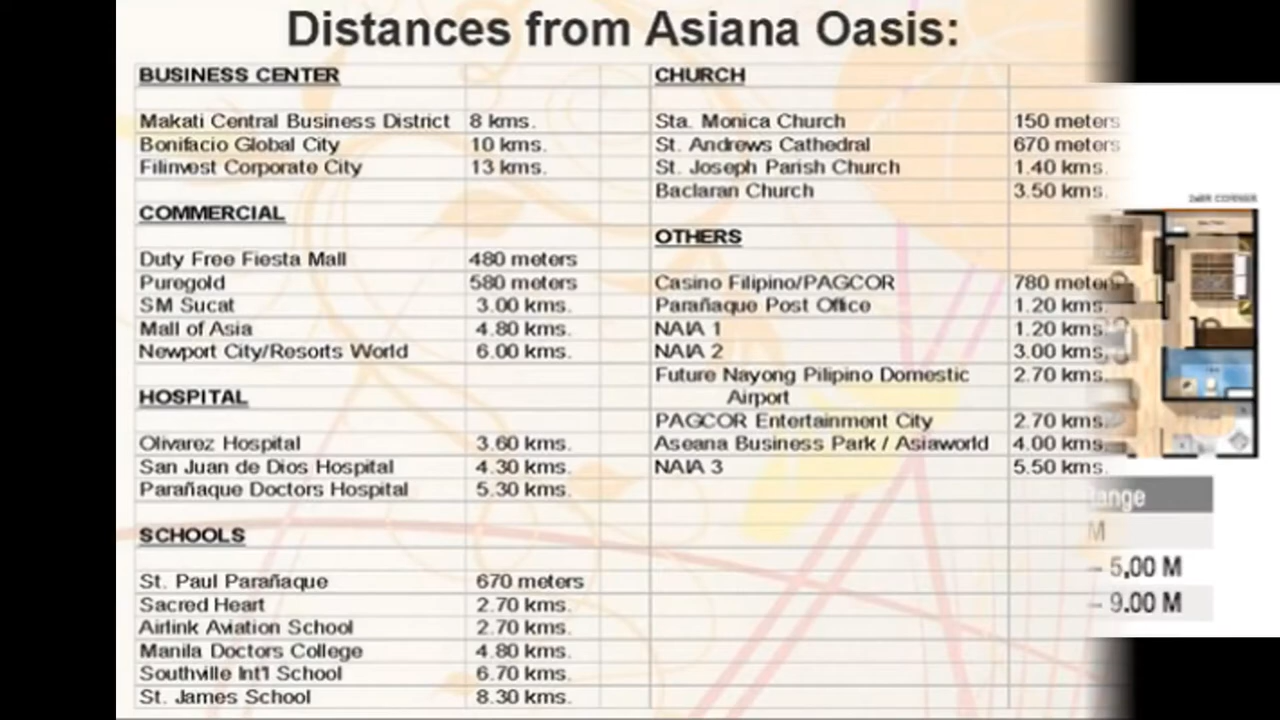 Distances from Asiana Oasis:
BUSINESS CENTER
Makati Central Business District 8 kms.
Bonifacio Global City 10 kms.
Filinvest Corporate City 13 kms.
COMMERCIAL
Duty Free Fiesta Mall 480 meters
Puregold 580 meters
SM Sucat 3.00 kms.
Mall of Asia 4.80 kms.
Newport City/Resorts World 6.00 kms.
HOSPITAL
Olivarez Hospital 3.60 kms.
San Juan de Dios Hospital 4.30 kms.
Parañaque Doctors Hospital 5.30 kms.
SCHOOLS
St. Paul Parañaque 670 meters
Sacred Heart 2.70 kms.
Airlink Aviation School 2.70 kms.
Manila Doctors College 4.80 kms.
Southville Int'l School 6.70 kms.
St. James School 8.30 kms.
CHURCH
Sta. Monica Church 150 meters
St. Andrews Cathedral 670 meters
St. Joseph Parish Church 1.40 kms.
Baclaran Church 3.50 kms.
OTHERS
Casino Filipino/PAGCOR 780 meters
Parañaque Post Office 1.20 kms.
NAIA 1 1.20 kms.
NAIA 2 3.00 kms.
Future Nayong Pilipino Domestic 2.70 kms.
Airport
PAGCOR Entertainment City 2.70 kms.
Aseana Business Park / Asiaworld 4.00 kms.
NAIA 3 5.50 kms.
CORNER
ange
M
– 5.00 M
– 9.00 M